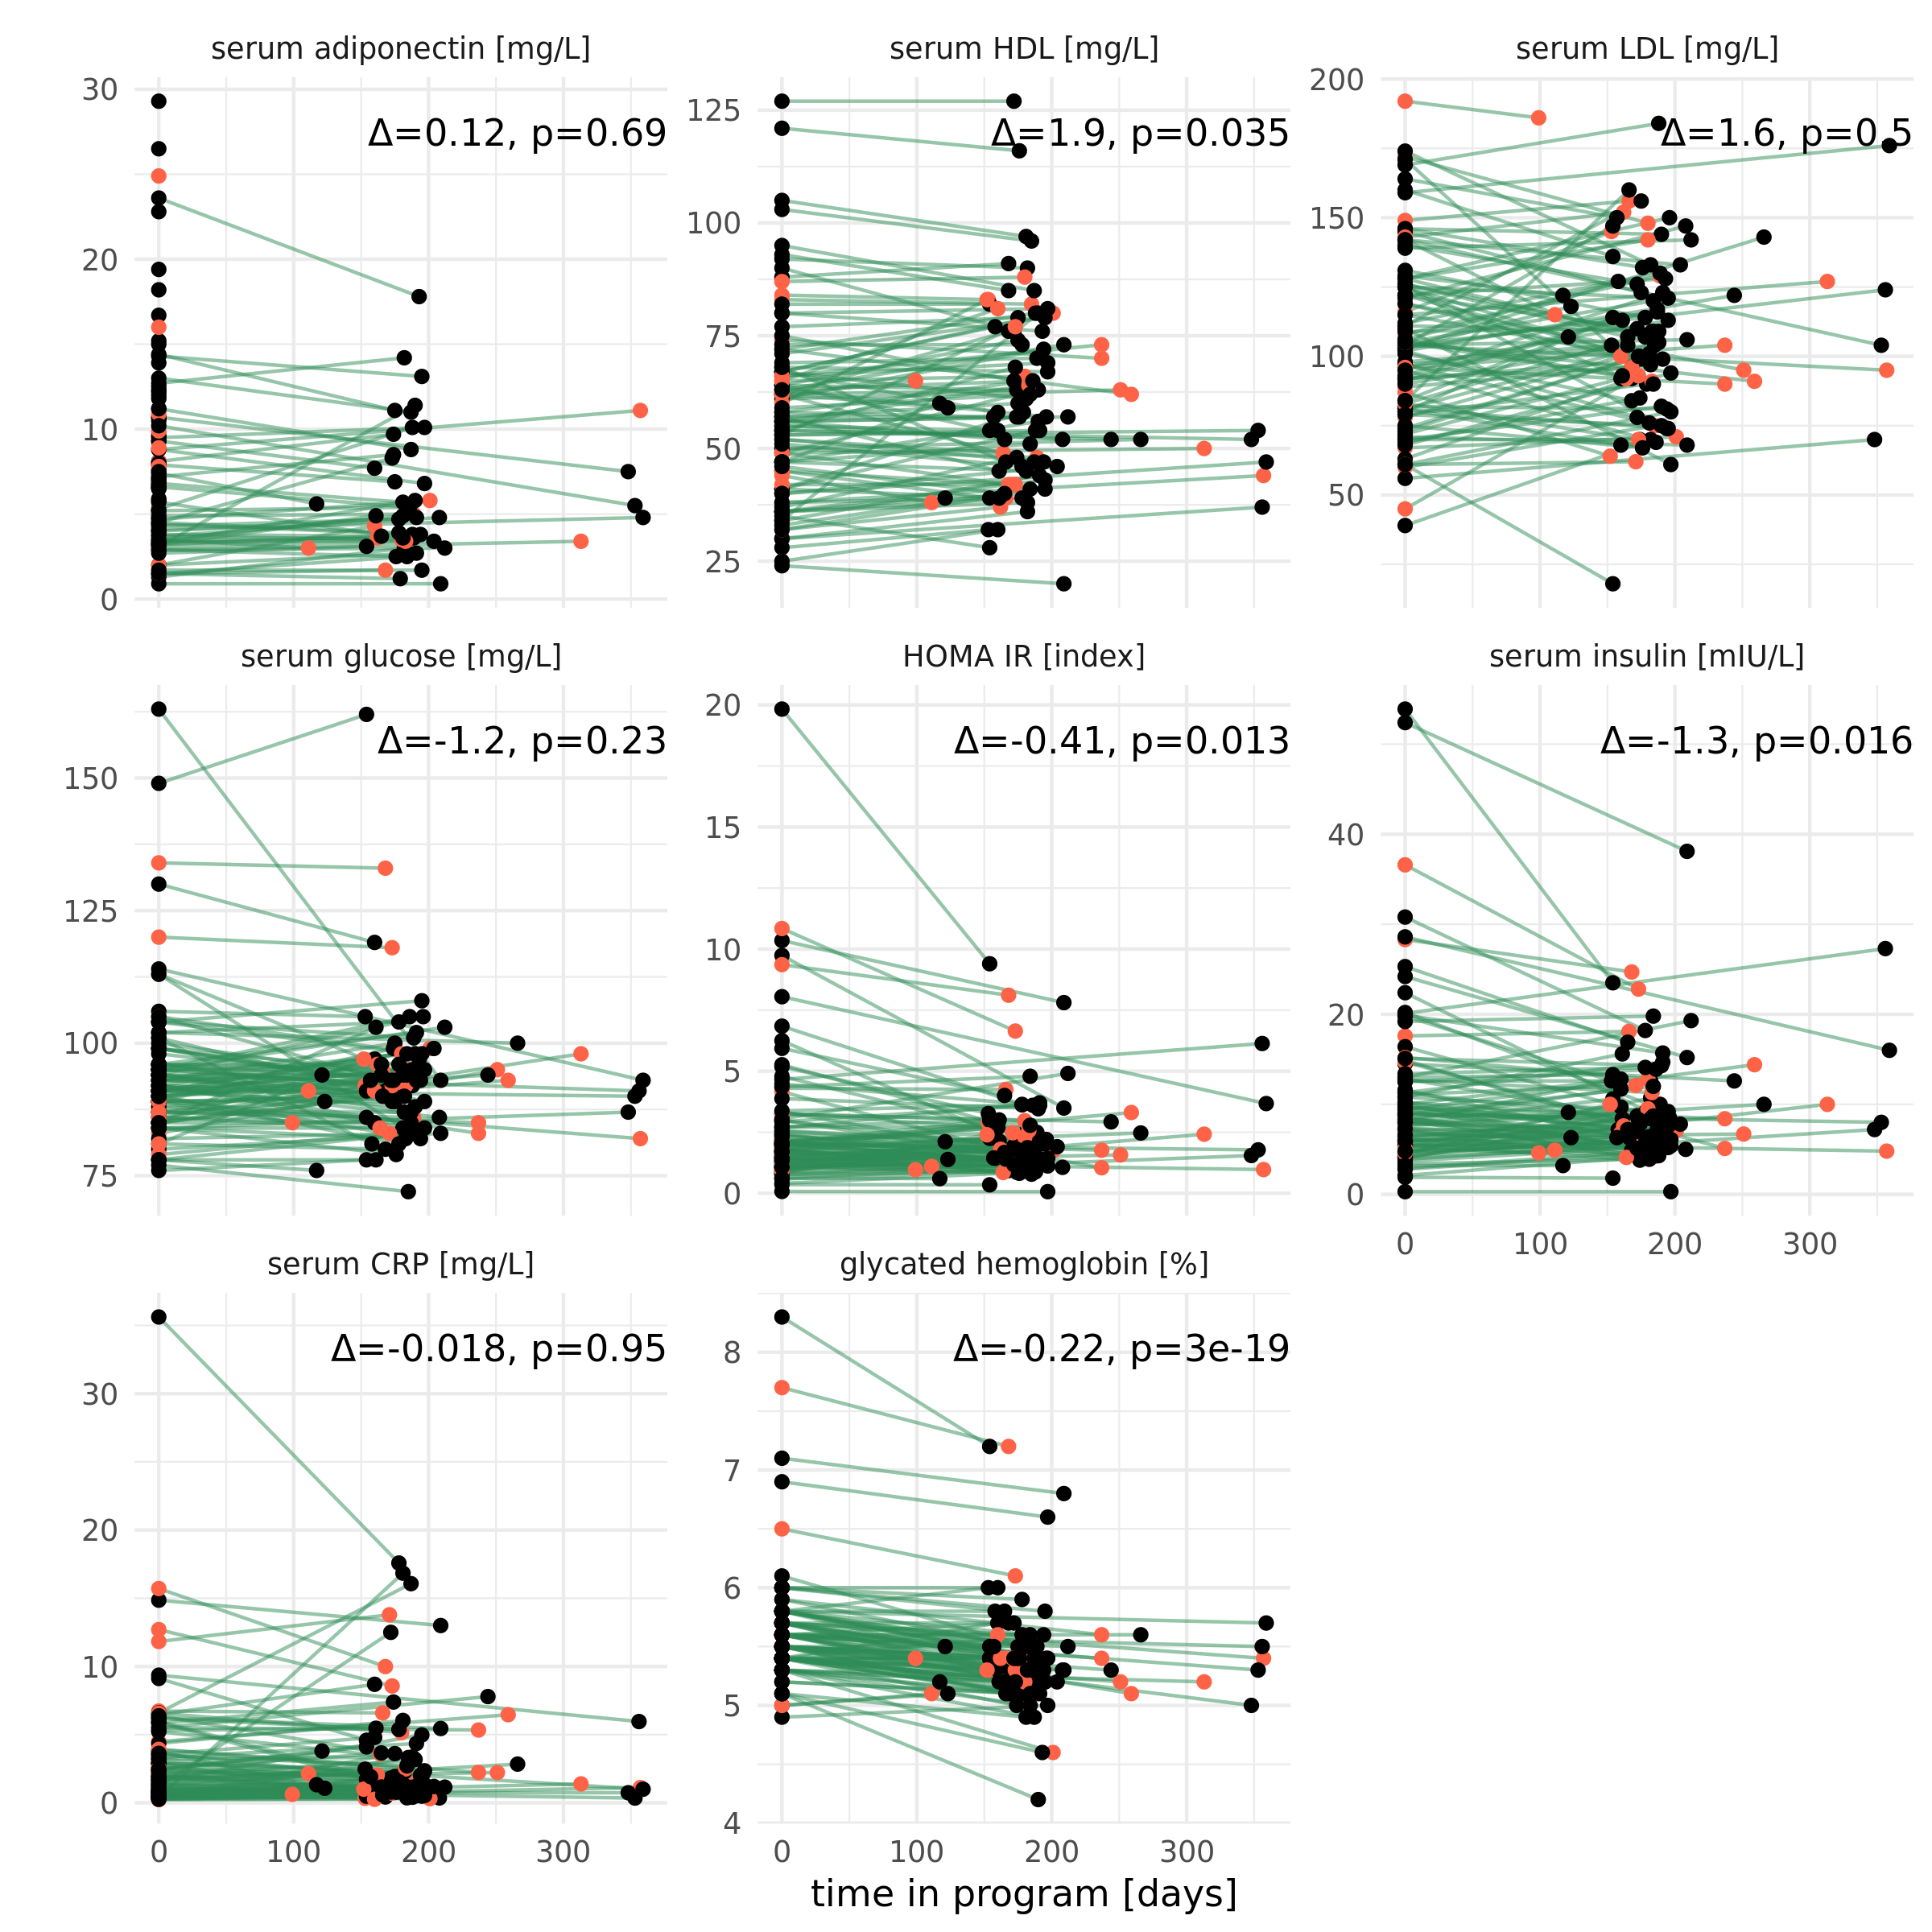 serum adiponectin [mg/L]
30
20
10
0
Δ=0.12, p=0.69
serum HDL [mg/L]
125
100
75
50
25
Δ=1.9, p=0.035
serum LDL [mg/L]
200
150
100
50
Δ=1.6, p=0.5
serum glucose [mg/L]
150
125
100
75
Δ=-1.2, p=0.23
HOMA IR [index]
20
15
10
5
0
Δ=-0.41, p=0.013
serum insulin [mIU/L]
40
20
0
Δ=-1.3, p=0.016
0 100 200 300
serum CRP [mg/L]
30
20
10
0
Δ=-0.018, p=0.95
0 100 200 300
glycated hemoglobin [%]
8
7
6
5
4
Δ=-0.22, p=3e-19
0 100 200 300
time in program [days]